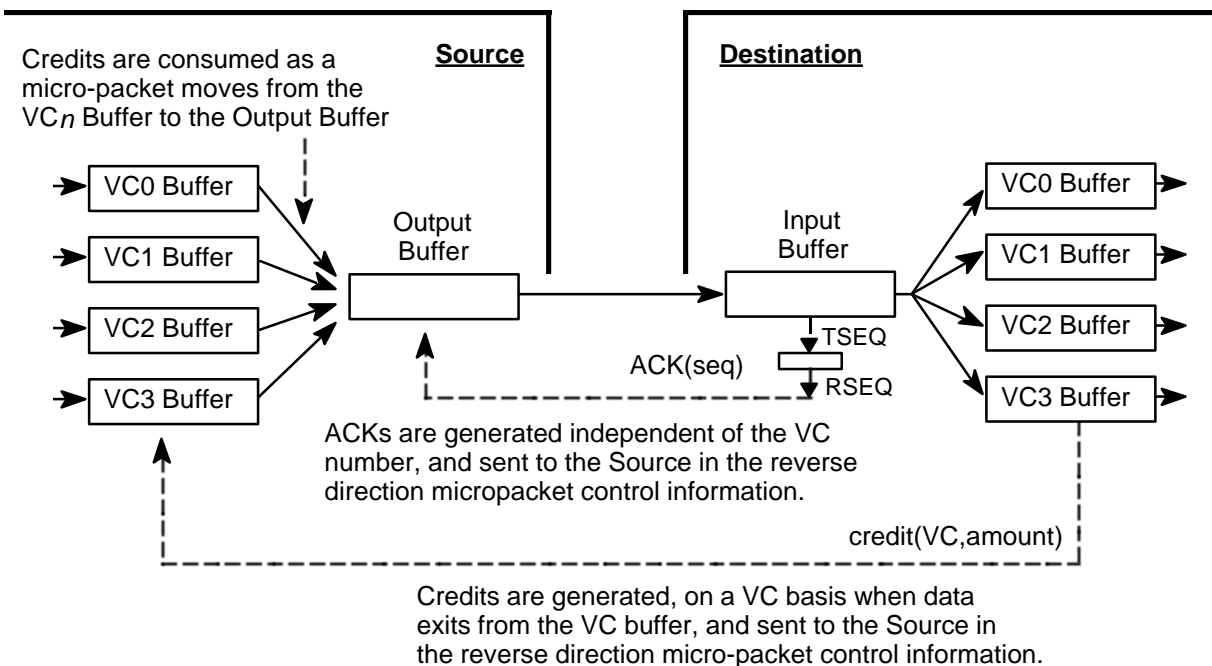 Source
Destination
Credits are consumed as a
micro-packet moves from the
VCn Buffer to the Output Buffer
VC0 Buffer
VC1 Buffer
VC2 Buffer
VC3 Buffer
Output
Buffer
Input
Buffer
VC0 Buffer
VC1 Buffer
VC2 Buffer
VC3 Buffer
TSEQ
ACK(seq)
RSEQ
ACKs are generated independent of the VC
number, and sent to the Source in the reverse
direction micropacket control information.
credit(VC,amount)
Credits are generated, on a VC basis when data
exits from the VC buffer, and sent to the Source in
the reverse direction micro-packet control information.